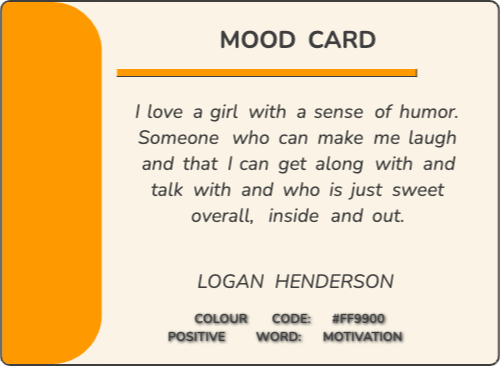 MOOD CARD
I love a girl with a sense of humor.
Someone who can make me laugh
and that I can get along with and
talk with and who is just sweet
overall, inside and out.
LOGAN HENDERSON
COLOUR CODE: #FF9900
POSITIVE WORD: MOTIVATION